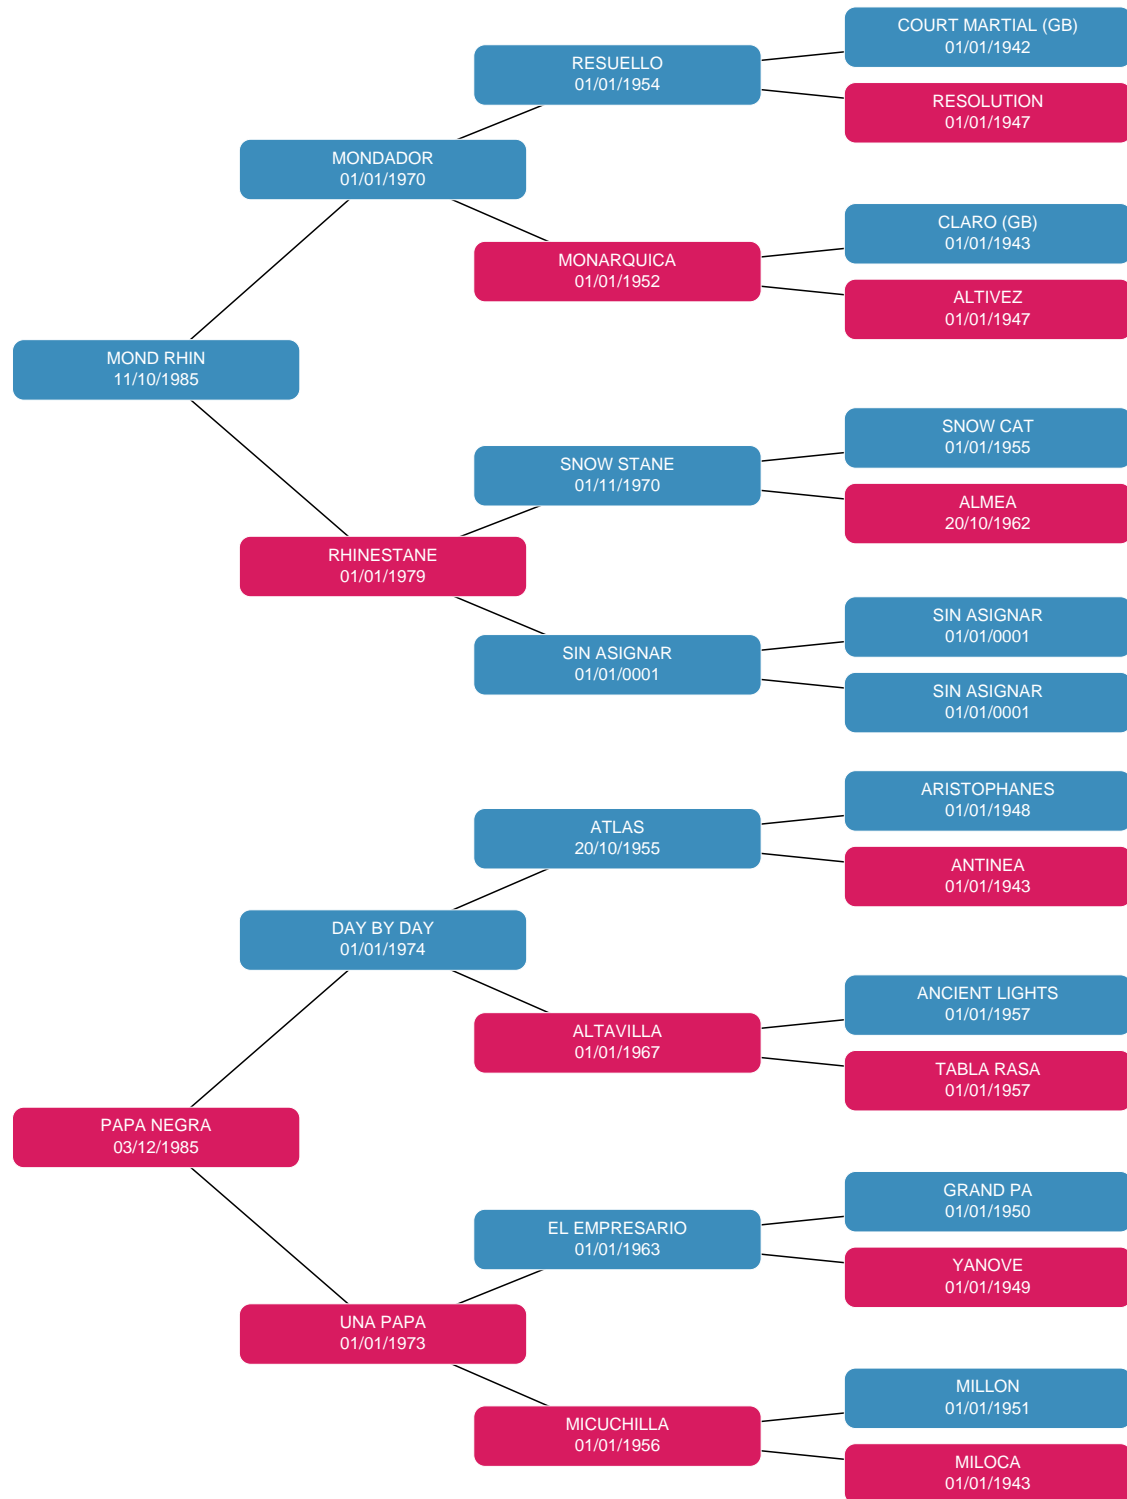 COURT MARTIAL (GB)
01/01/1942
RESUELLO
01/01/1954
RESOLUTION
01/01/1947
MONDADOR
01/01/1970
CLARO (GB)
01/01/1943
MONARQUICA
01/01/1952
ALTIVEZ
01/01/1947
MOND RHIN
11/10/1985
SNOW CAT
01/01/1955
SNOW STANE
01/11/1970
ALMEA
20/10/1962
RHINESTANE
01/01/1979
SIN ASIGNAR
01/01/0001
SIN ASIGNAR
01/01/0001
SIN ASIGNAR
01/01/0001
ARISTOPHANES
01/01/1948
ATLAS
20/10/1955
ANTINEA
01/01/1943
DAY BY DAY
01/01/1974
ANCIENT LIGHTS
01/01/1957
ALTAVILLA
01/01/1967
TABLA RASA
01/01/1957
PAPA NEGRA
03/12/1985
GRAND PA
01/01/1950
EL EMPRESARIO
01/01/1963
YANOVE
01/01/1949
UNA PAPA
01/01/1973
MILLON
01/01/1951
MICUCHILLA
01/01/1956
MILOCA
01/01/1943